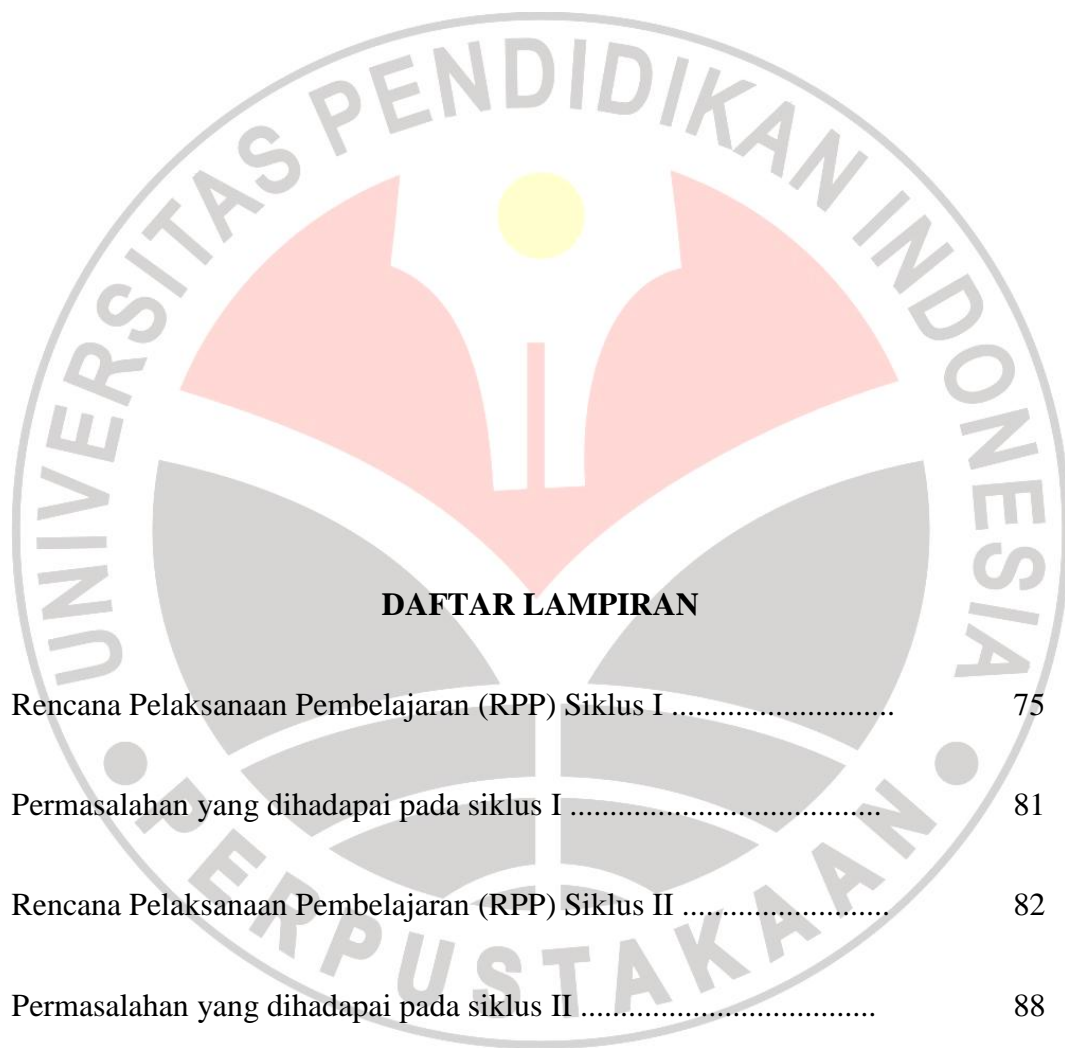 UNIVERSITAS PENDIDIKAN INDONESIA
DAFTAR LAMPIRAN
Rencana Pelaksanaan Pembelajaran (RPP) Siklus I ............................ 75
Permasalahan yang dihadapai pada siklus I ....................................... 81
Rencana Pelaksanaan Pembelajaran (RPP) Siklus II .......................... 82
Permasalahan yang dihadapai pada siklus II ..................................... 88
PERPUSTAKAAN